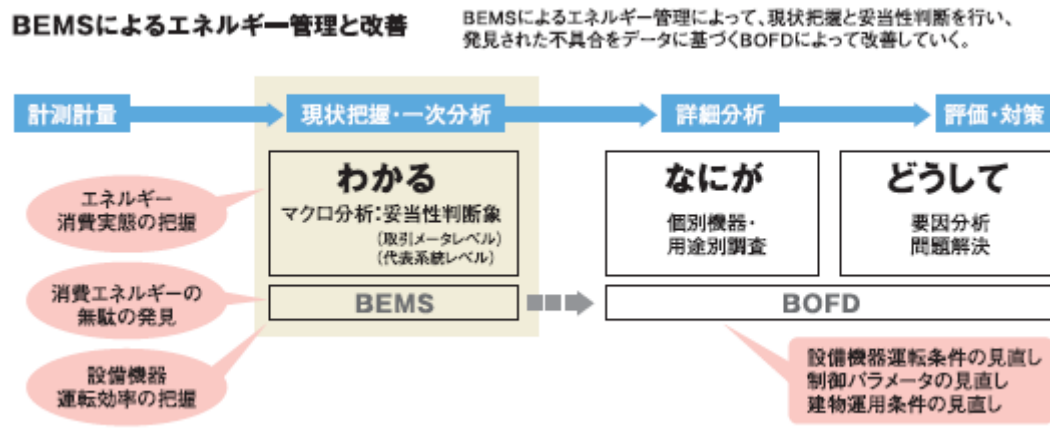 BEMSによるエネルギー管理と改善
BEMSによるエネルギー管理によって、現状把握と妥当性判断を行い、
発見された不具合をデータに基づくBOFDによって改善していく。
計測計量
現状把握・一次分析
詳細分析
評価・対策
エネルギー
消費実態の把握
わかる
マクロ分析：妥当性判断象
（取引メータレベル）
（代表系統レベル）
なにが
個別機器・
用途別調査
どうして
要因分析
問題解決
消費エネルギーの
無駄の発見
BEMS
BOFD
設備機器
運転効率の把握
設備機器運転条件の見直し
制御パラメータの見直し
建物運用条件の見直し